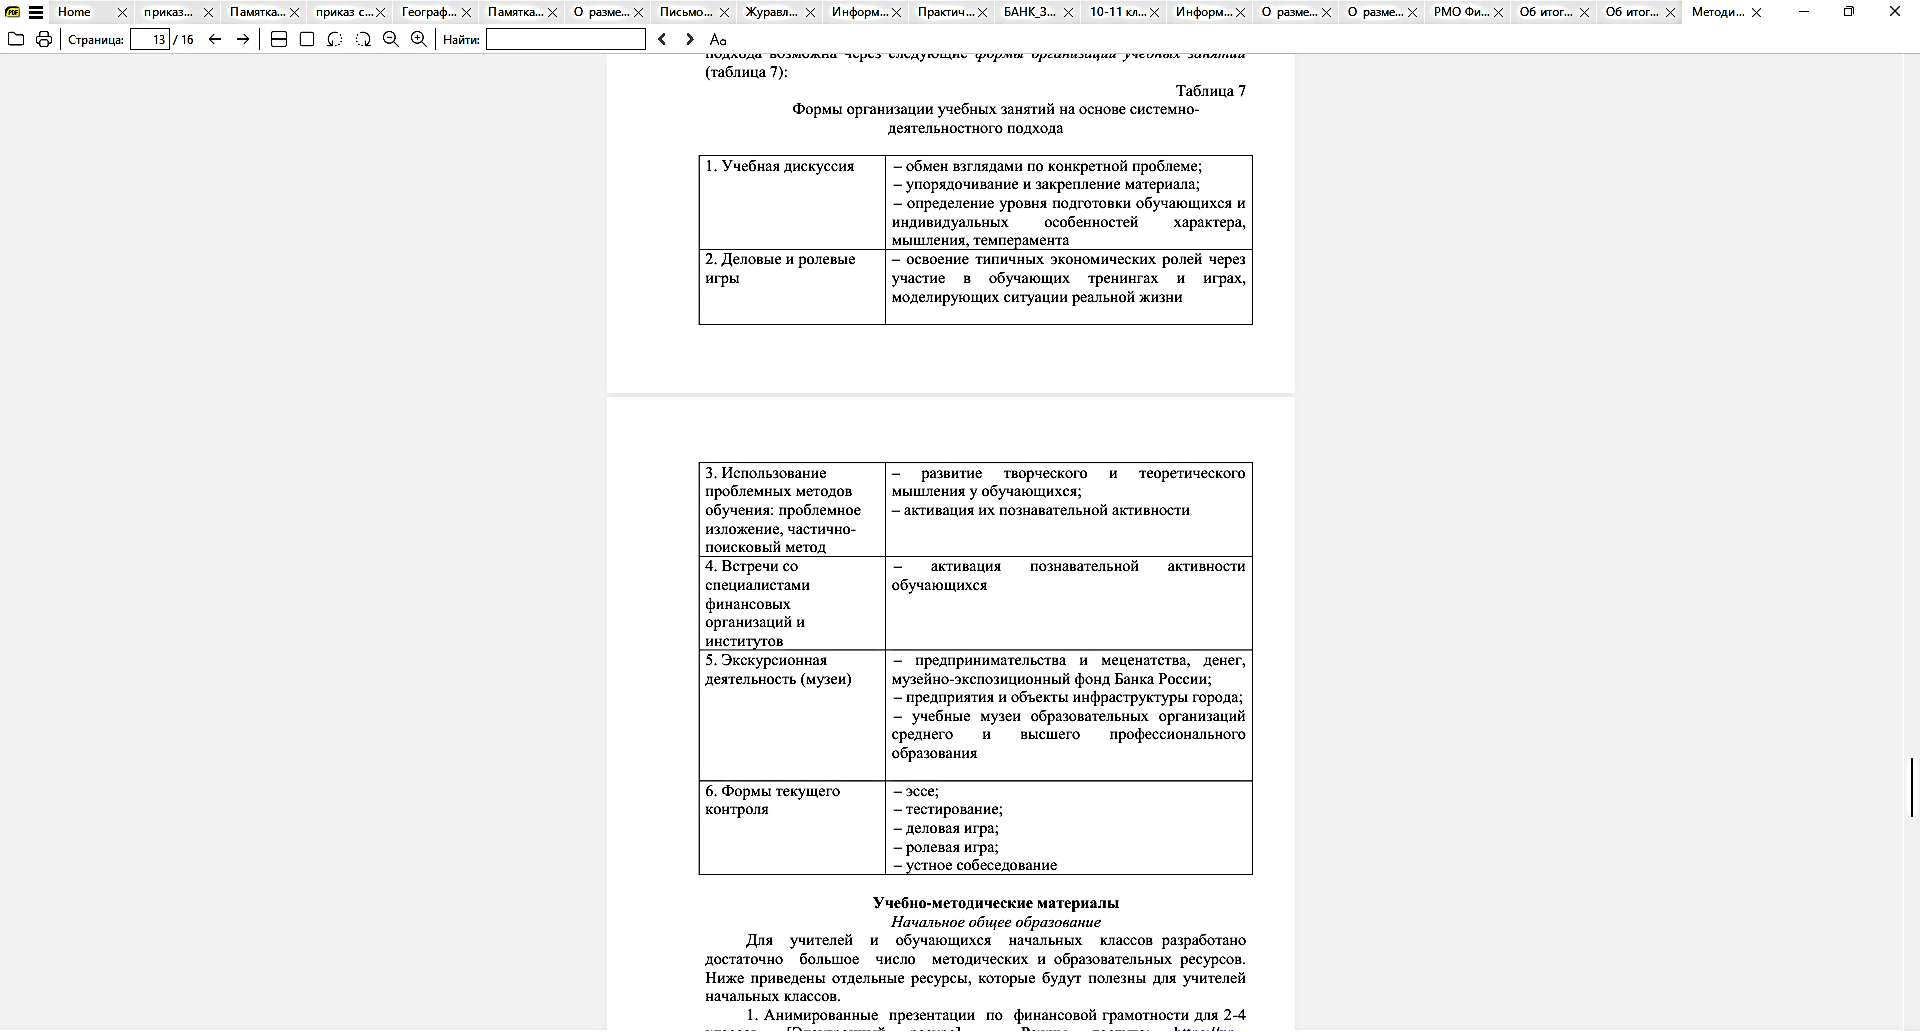 Home приказ... Памятка... приказ с... Географ... Памятка... О разме... Письмо... Журавл... Информ... Практич... БАНК_З... 10-11 кл... Информ... О разме... О разме... РМО Фи... Об итог... Об итог... Методи...
Страница: 13 / 16 Найти: Aa
подхода возможна через следующие формы организации учебных занятий
(таблица 7):
Таблица 7
Формы организации учебных занятий на основе системно-
деятельностного подхода
1. Учебная дискуссия
– обмен взглядами по конкретной проблеме;
– упорядочивание и закрепление материала;
– определение уровня подготовки обучающихся и
индивидуальных особенностей характера,
мышления, темперамента
2. Деловые и ролевые
игры
– освоение типичных экономических ролей через
участие в обучающих тренингах и играх,
моделирующих ситуации реальной жизни
3. Использование
проблемных методов
обучения: проблемное
изложение, частично-
поисковый метод
– развитие творческого и теоретического
мышления у обучающихся;
– активация их познавательной активности
4. Встречи со
специалистами
финансовых
организаций и
институтов
– активация познавательной активности
обучающихся
5. Экскурсионная
деятельность (музеи)
– предпринимательства и меценатства, денег,
музейно-экспозиционный фонд Банка России;
– предприятия и объекты инфраструктуры города;
– учебные музеи образовательных организаций
среднего и высшего профессионального
образования
6. Формы текущего
контроля
– эссе;
– тестирование;
– деловая игра;
– ролевая игра;
– устное собеседование
Учебно-методические материалы
Начальное общее образование
Для учителей и обучающихся начальных классов разработано
достаточно большое число методических и образовательных ресурсов.
Ниже приведены отдельные ресурсы, которые будут полезны для учителей
начальных классов.
1. Анимированные презентации по финансовой грамотности для 2-4